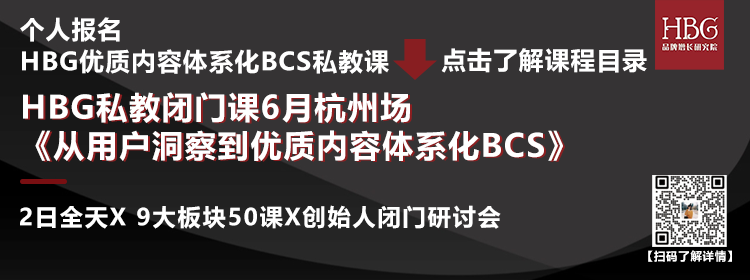 个人报名
HBG优质内容体系化BCS私教课
点击了解课程目录
HBG
品牌增长研究院
HBG私教闭门课6月杭州场
《从用户洞察到优质内容体系化BCS》
2日全天X 9大板块50课X创始人闭门研讨会
【扫码了解详情】